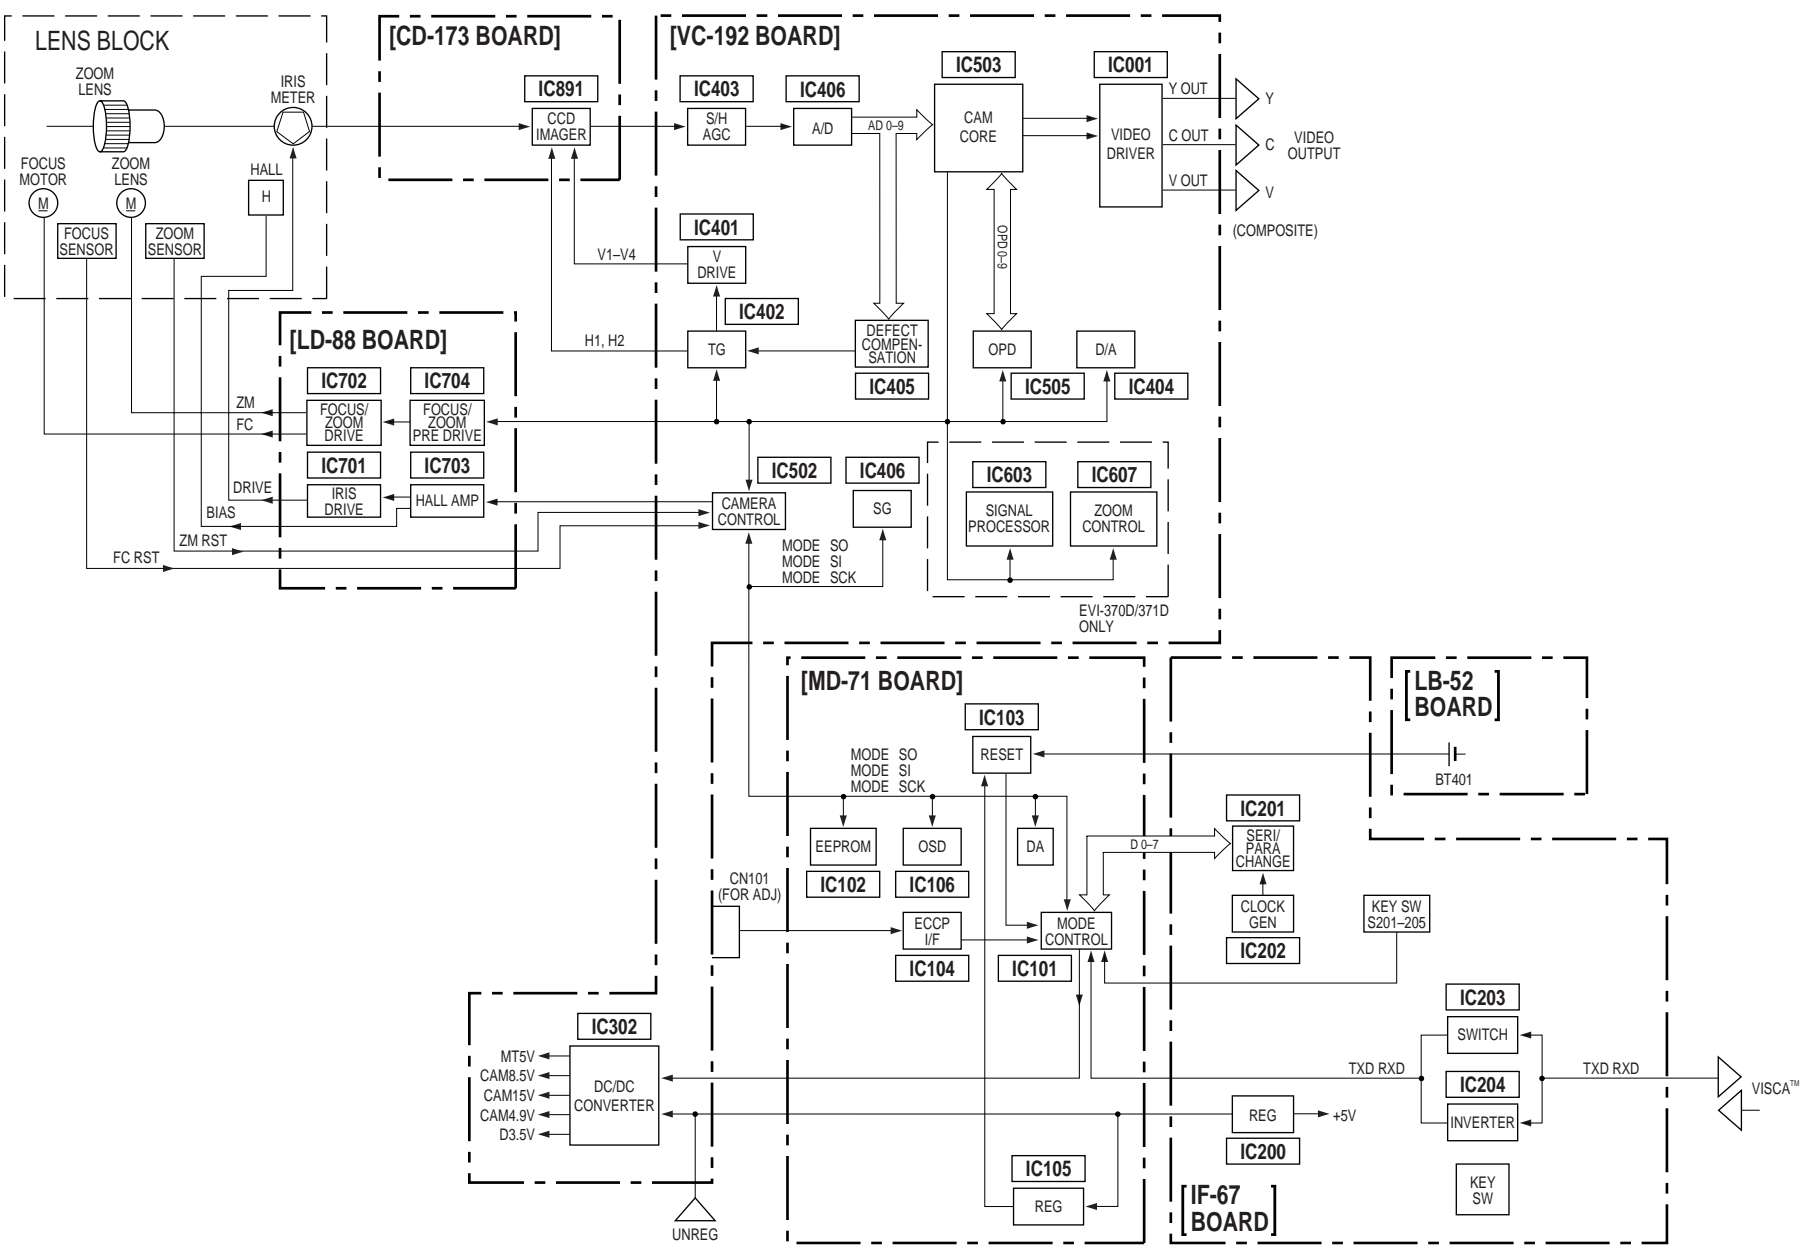 LENS BLOCK
ZOOM
LENS
IRIS
METER
FOCUS
MOTOR
M
ZOOM
LENS
M
HALL
H
FOCUS
SENSOR
ZOOM
SENSOR
[CD-173 BOARD]
IC891
CCD
IMAGER
[VC-192 BOARD]
IC403
S/H
AGC
IC406
A/D
AD 0–9
IC503
CAM
CORE
IC001
VIDEO
DRIVER
Y OUT
C OUT
V OUT
Y
C
V
VIDEO
OUTPUT
(COMPOSITE)
IC401
V
DRIVE
V1–V4
IC402
TG
H1, H2
DEFECT
COMPEN-
SATION
IC405
OPD 0–9
OPD
IC505
D/A
IC404
[LD-88 BOARD]
IC702
FOCUS/
ZOOM
DRIVE
IC704
FOCUS/
ZOOM
PRE DRIVE
IC701
IRIS
DRIVE
IC703
HALL AMP
ZM
FC
DRIVE
BIAS
ZM RST
FC RST
IC502
CAMERA
CONTROL
IC406
SG
MODE SO
MODE SI
MODE SCK
IC603
SIGNAL
PROCESSOR
IC607
ZOOM
CONTROL
EVI-370D/371D
ONLY
[MD-71 BOARD]
IC103
RESET
MODE SO
MODE SI
MODE SCK
EEPROM
IC102
OSD
IC106
DA
D 0–7
CN101
(FOR ADJ)
ECCP
I/F
IC104
MODE
CONTROL
IC101
[LB-52
BOARD]
BT401
IC201
SERI/
PARA
CHANGE
CLOCK
GEN
IC202
KEY SW
S201–205
IC203
SWITCH
IC204
INVERTER
TXD RXD
TXD RXD
VISCA™
IC302
DC/DC
CONVERTER
MT5V
CAM8.5V
CAM15V
CAM4.9V
D3.5V
UNREG
REG
IC200
+5V
IC105
REG
KEY
SW
[IF-67
BOARD]